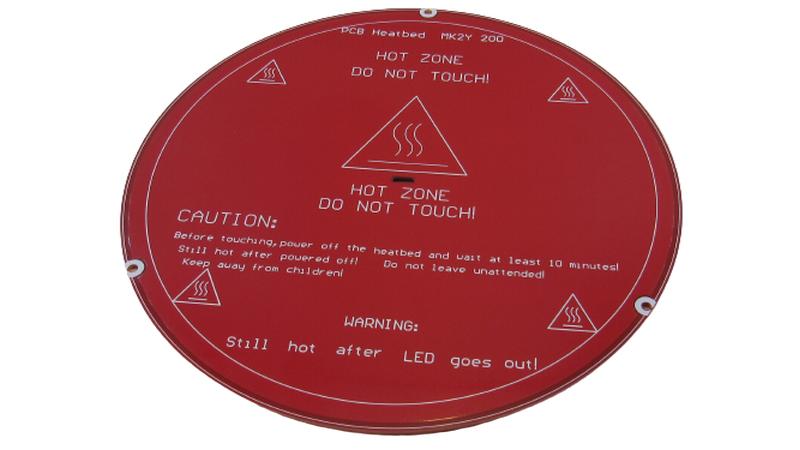 PCB Heatbed MK2Y 200
HOT ZONE
DO NOT TOUCH!
HOT ZONE
DO NOT TOUCH!
CAUTION:
Before touching,power off the heatbed and wait at least 10 minutes!
Still hot after powered off! Do not leave unattended!
Keep away from children!
WARNING:
Still hot after LED goes out!